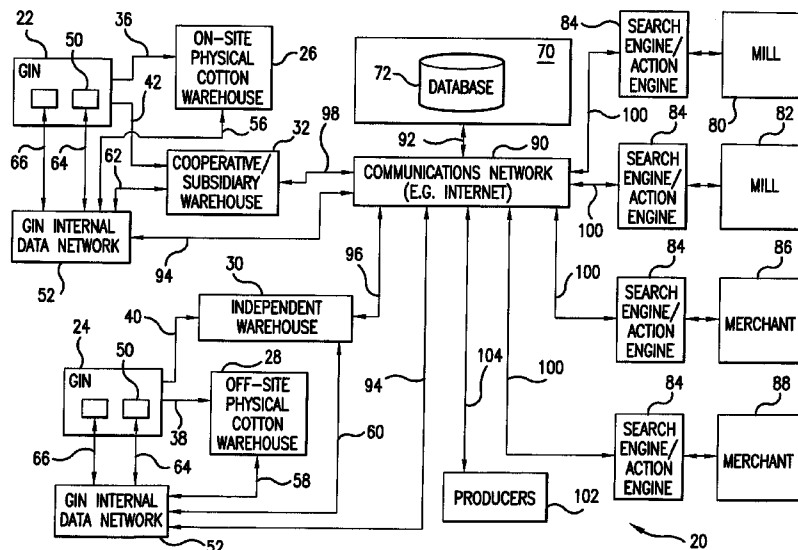 22
50
36
GIN
42
66
64
56
ON-SITE
PHYSICAL
COTTON
WAREHOUSE
26
32
98
62
COOPERATIVE/
SUBSIDIARY
WAREHOUSE
GIN INTERNAL
DATA NETWORK
52
94
72
DATABASE
70
92
90
COMMUNICATIONS NETWORK
(E.G. INTERNET)
84
SEARCH
ENGINE/
ACTION
ENGINE
MILL
100
80
84
SEARCH
ENGINE/
ACTION
ENGINE
MILL
82
100
30
INDEPENDENT
WAREHOUSE
96
40
24
50
GIN
38
28
OFF-SITE
PHYSICAL
COTTON
WAREHOUSE
66
64
58
60
GIN INTERNAL
DATA NETWORK
52
94
104
100
PRODUCERS
102
100
84
SEARCH
ENGINE/
ACTION
ENGINE
86
MERCHANT
84
SEARCH
ENGINE/
ACTION
ENGINE
88
MERCHANT
20